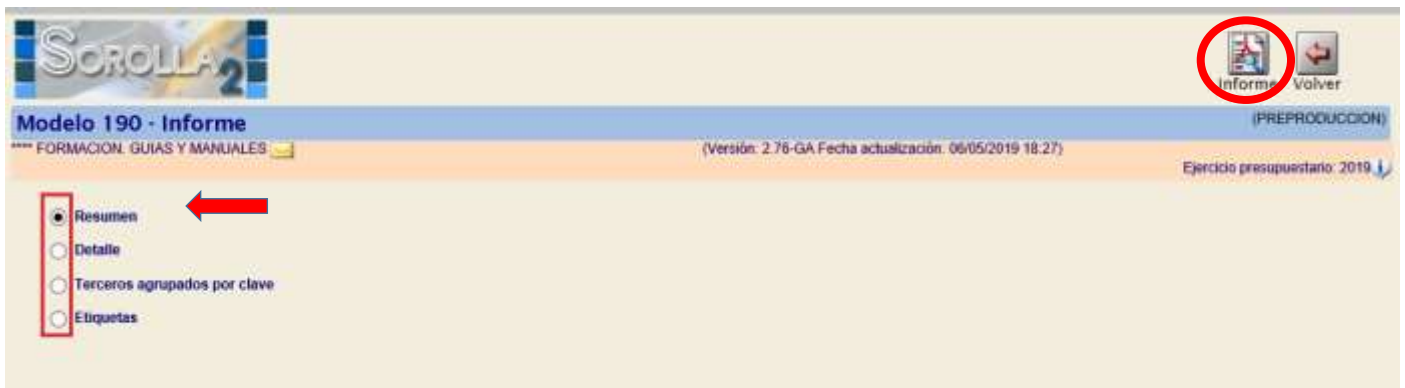 SOROLLA2
Informe Volver
Modelo 190 - Informe (PREPRODUCCION)
**** FORMACION. GUIAS Y MANUALES (Versión: 2.76-GA Fecha actualización: 06/05/2019 18:27)
Ejercicio presupuestario: 2019
Resumen
Detalle
Terceros agrupados por clave
Etiquetas